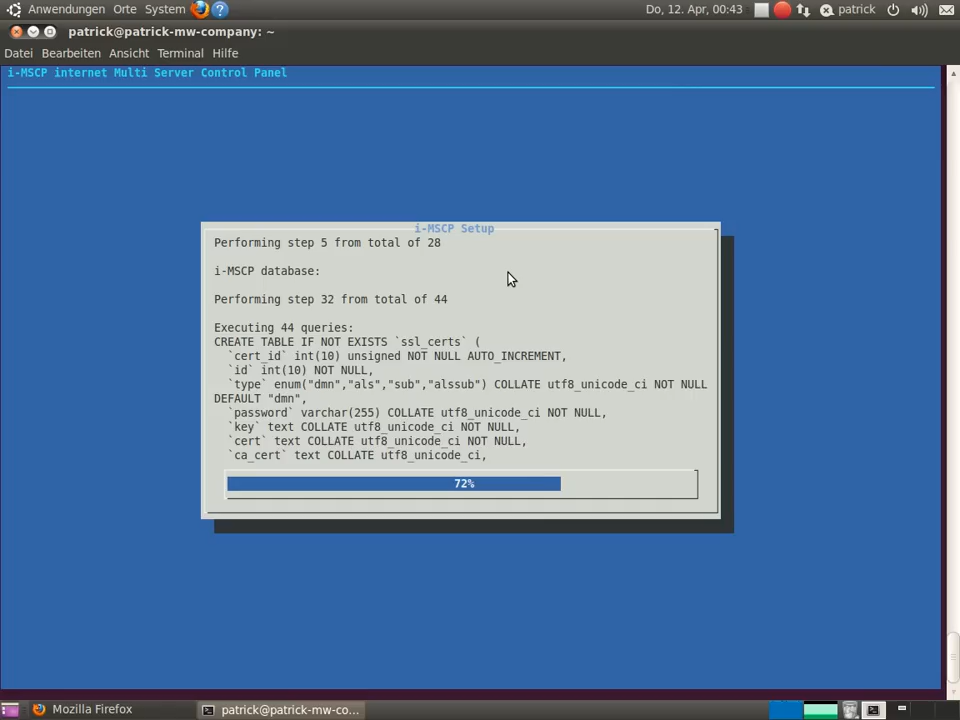 Anwendungen Orte System ? Do, 12. Apr, 00:43 patrick
patrick@patrick-mw-company: ~
Datei Bearbeiten Ansicht Terminal Hilfe
i-MSCP internet Multi Server Control Panel
i-MSCP Setup
Performing step 5 from total of 28
i-MSCP database:
Performing step 32 from total of 44
Executing 44 queries:
CREATE TABLE IF NOT EXISTS `ssl_certs` (
`cert_id` int(10) unsigned NOT NULL AUTO_INCREMENT,
`id` int(10) NOT NULL,
`type` enum("dmn","als","sub","alssub") COLLATE utf8_unicode_ci NOT NULL
DEFAULT "dmn",
`password` varchar(255) COLLATE utf8_unicode_ci NOT NULL,
`key` text COLLATE utf8_unicode_ci NOT NULL,
`cert` text COLLATE utf8_unicode_ci NOT NULL,
`ca_cert` text COLLATE utf8_unicode_ci,
72%
Mozilla Firefox patrick@patrick-mw-co...